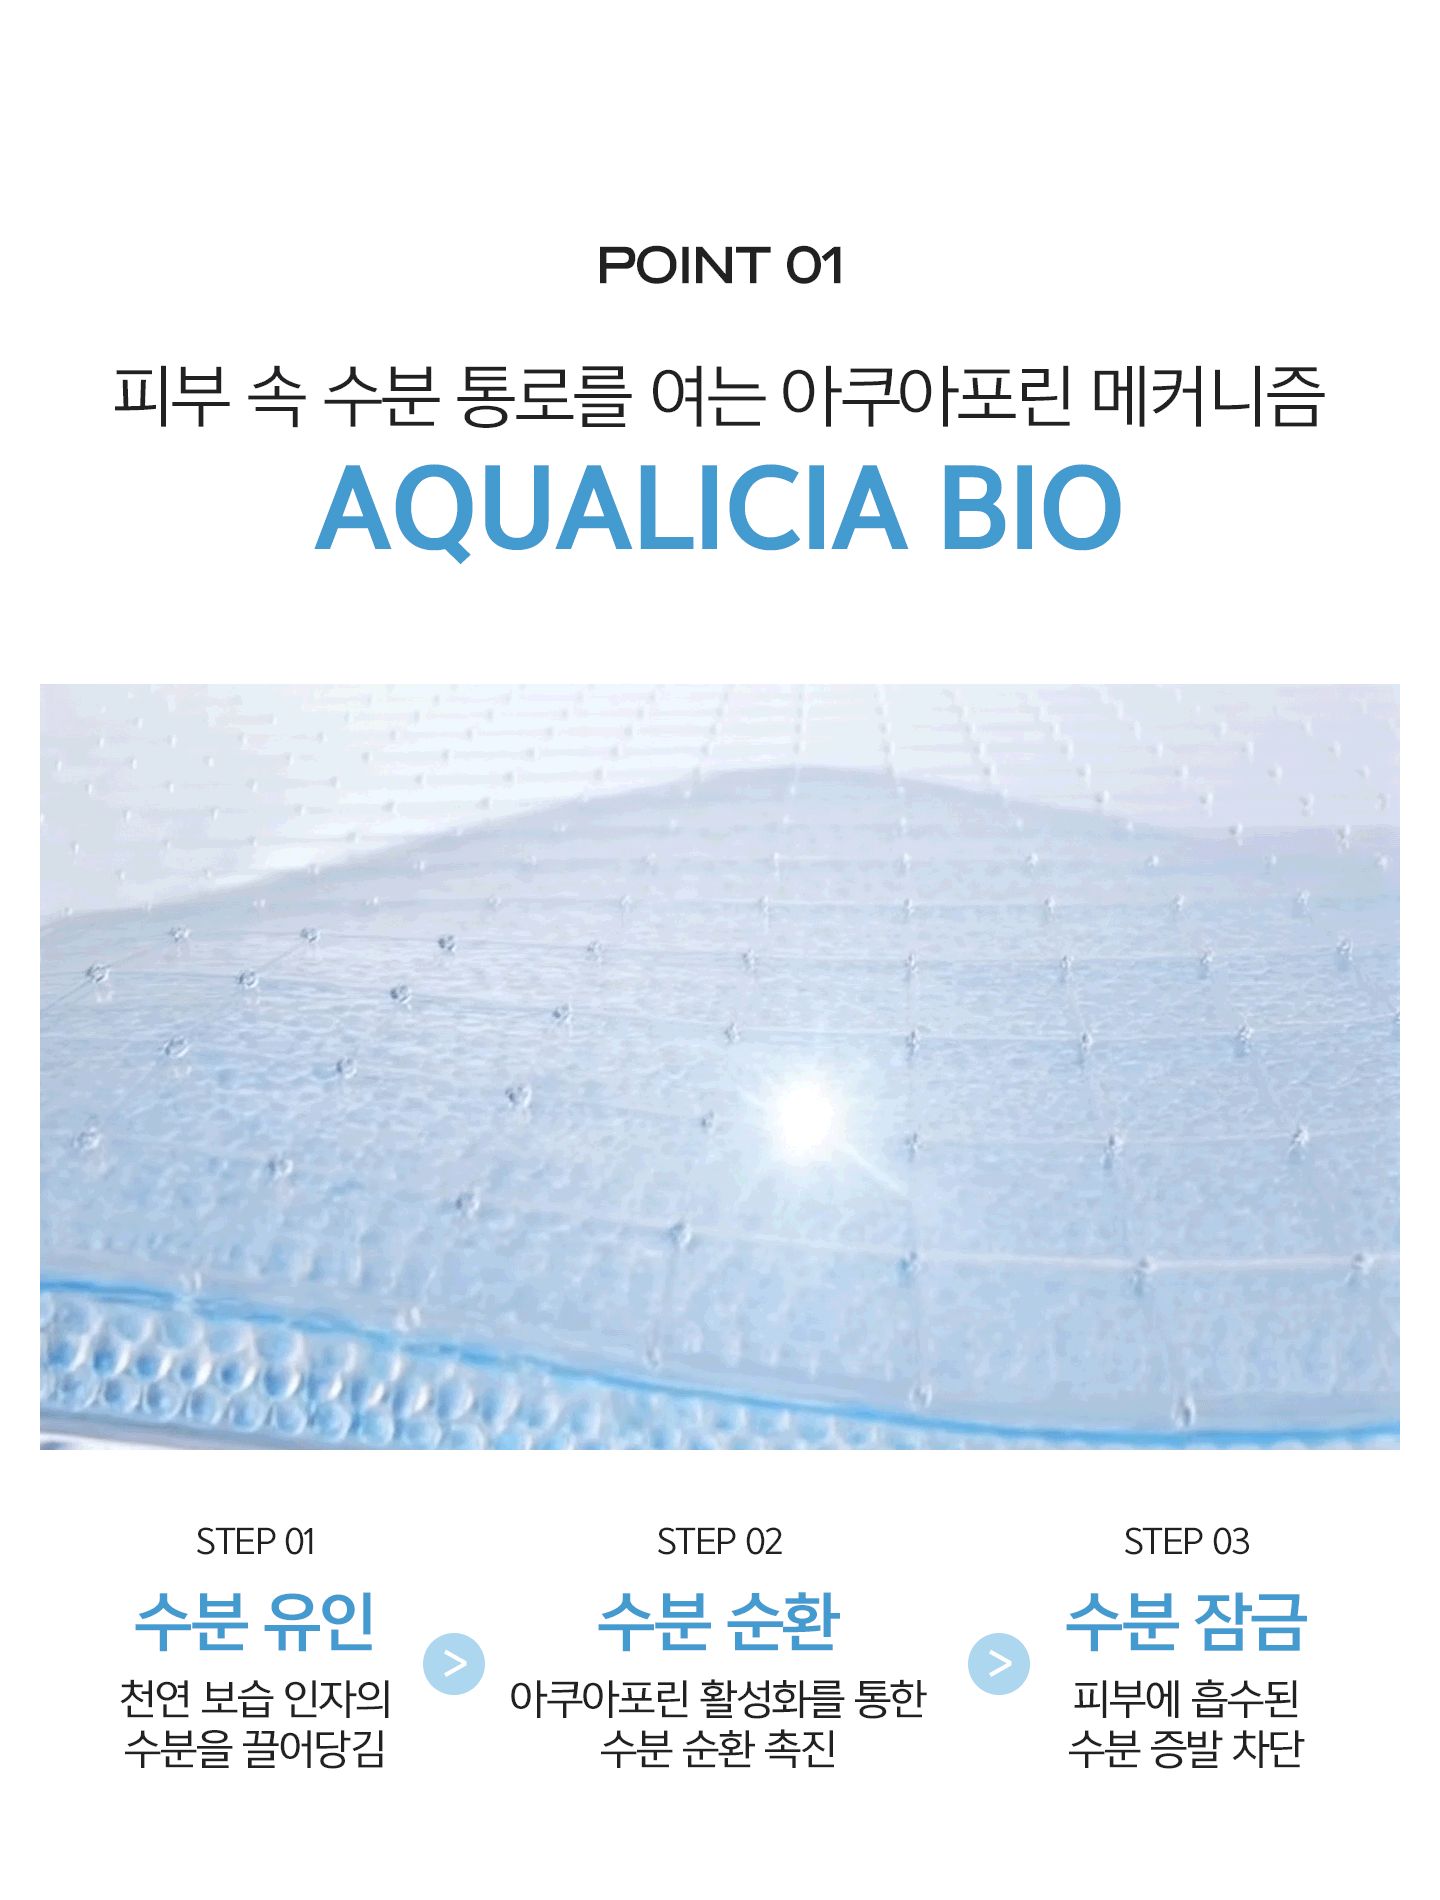 POINT 01
피부 속 수분 통로를 여는 아쿠아포린 메커니즘
AQUALICIA BIO
STEP 01
수분 유인
천연 보습 인자의
수분을 끌어당김
>
STEP 02
수분 순환
아쿠아포린 활성화를 통한
수분 순환 촉진
>
STEP 03
수분 잠금
피부에 흡수된
수분 증발 차단